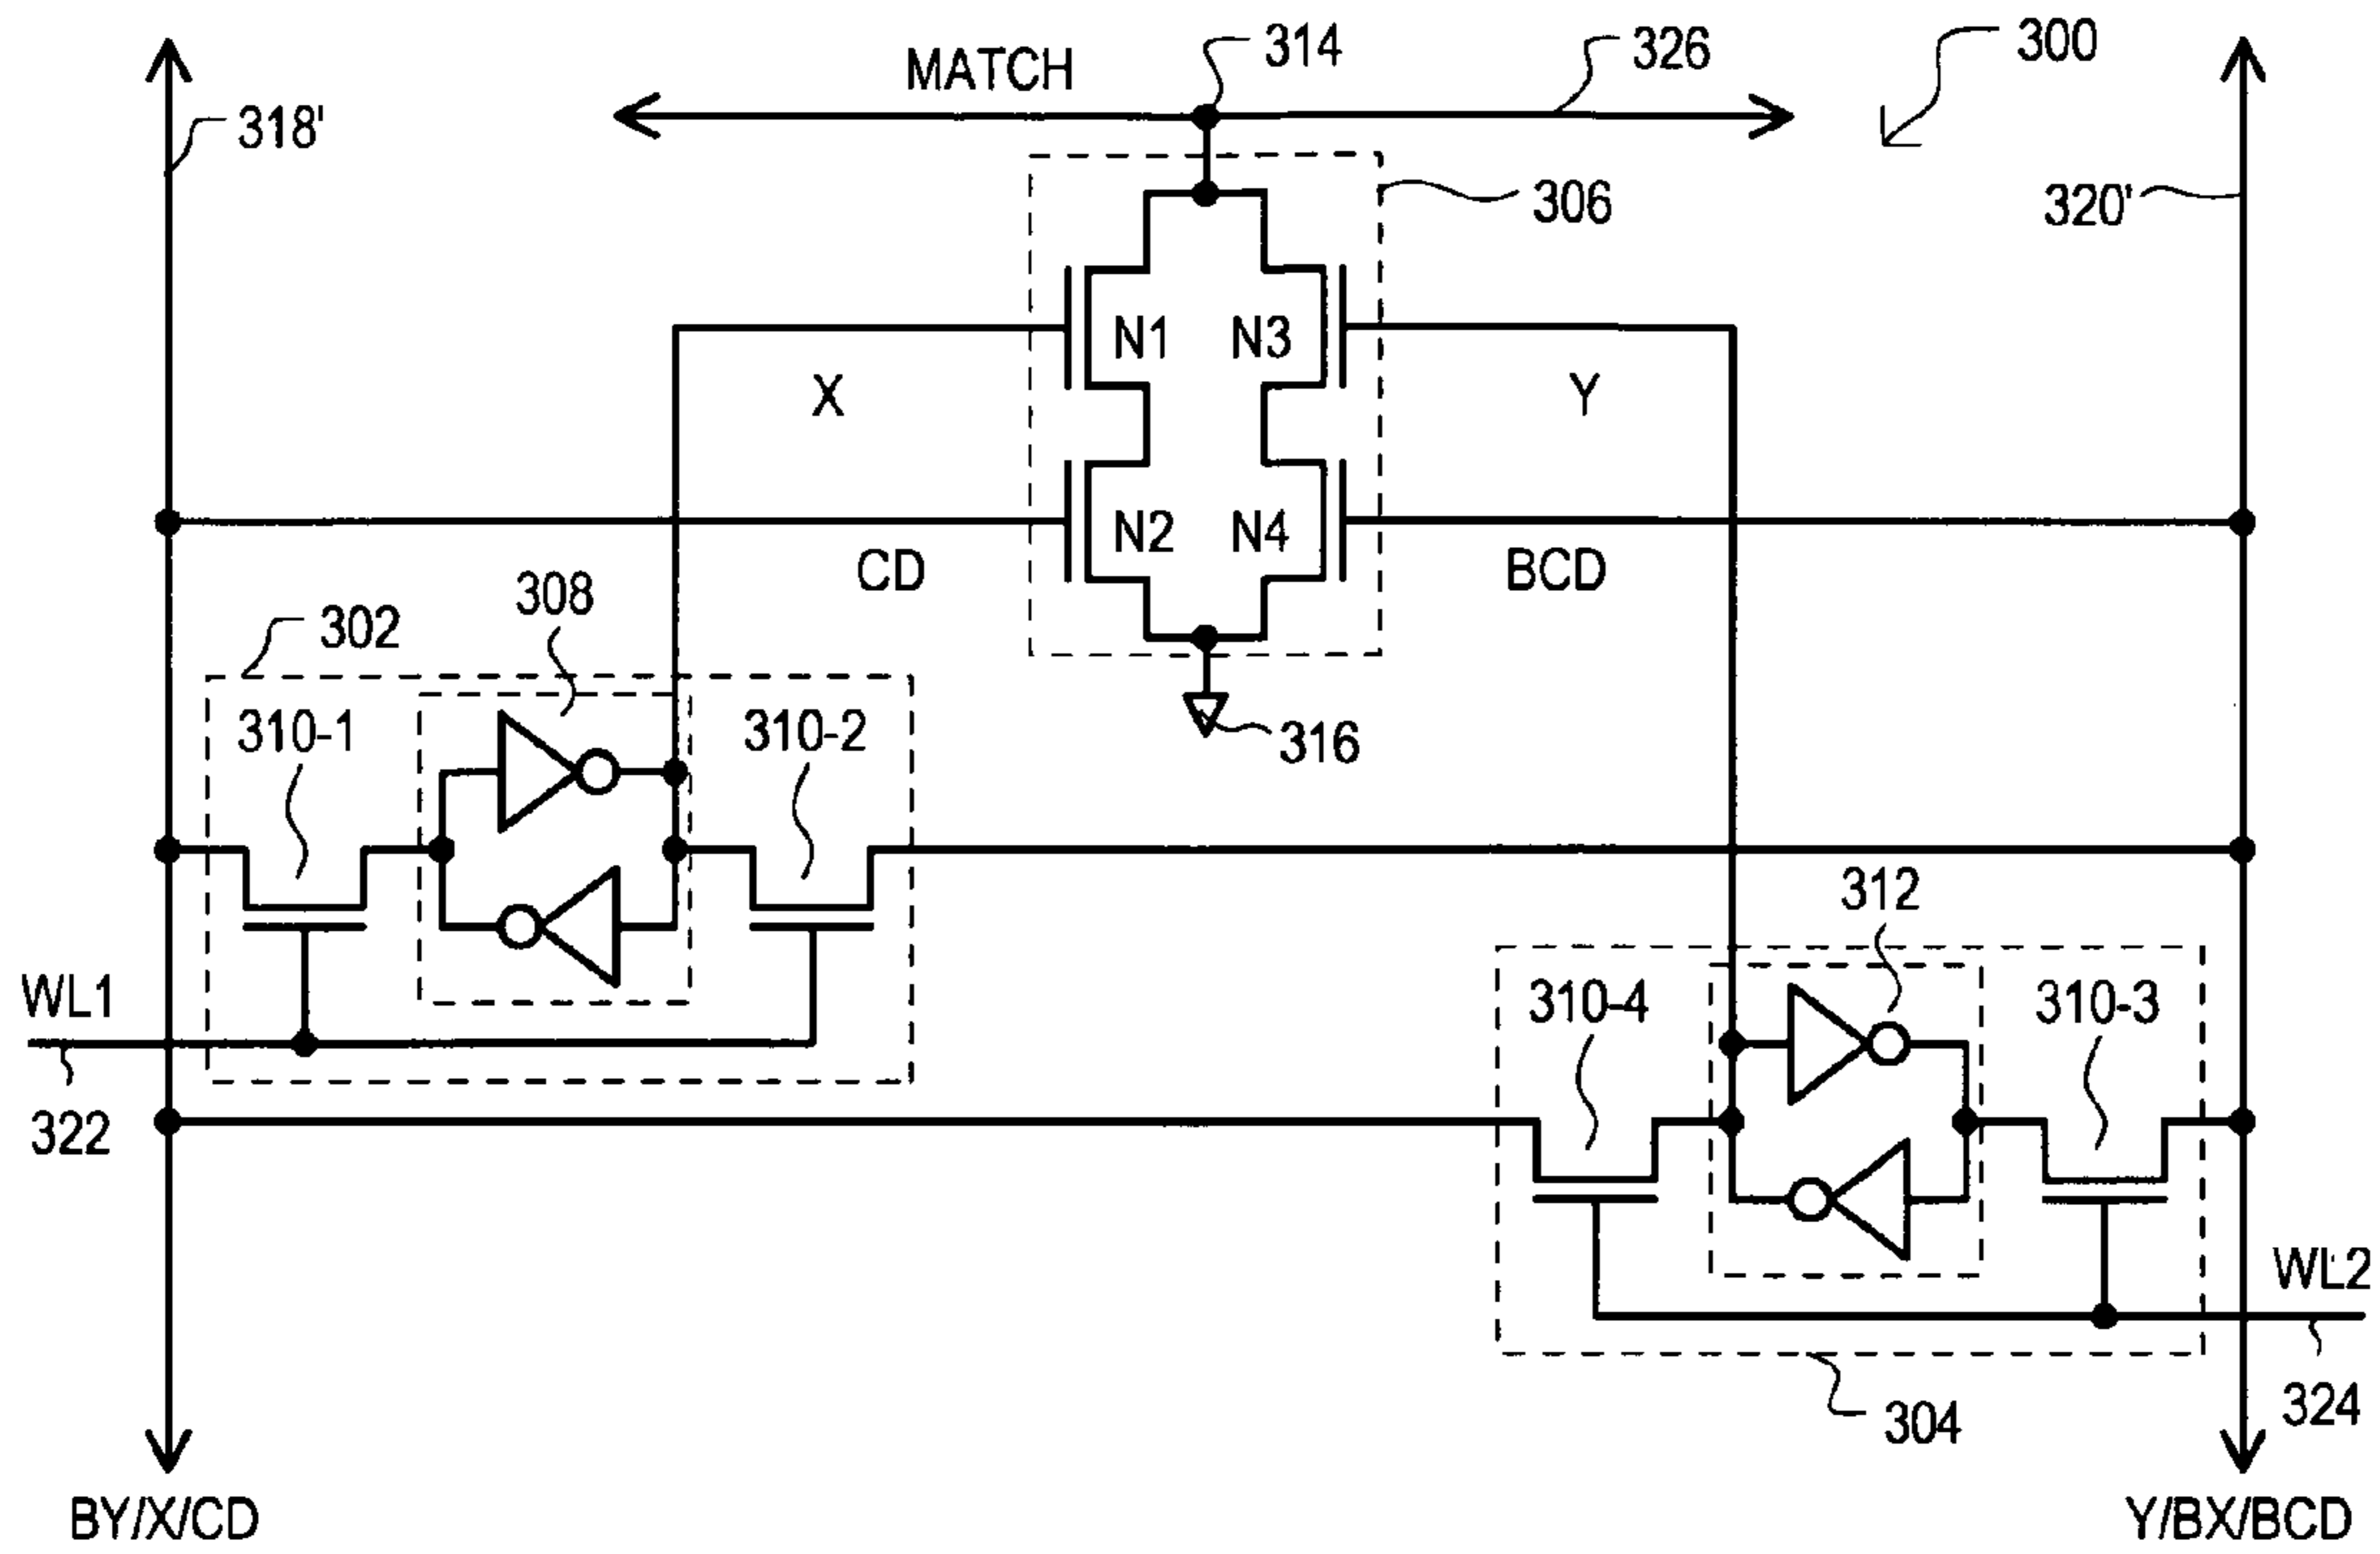 314
326
300
MATCH
318'
306
320'
N1
N3
X
Y
N2
N4
CD
BCD
308
302
310-1
310-2
316
312
WL1
310-4
310-3
322
WL2
304
324
BY/X/CD
Y/BX/BCD